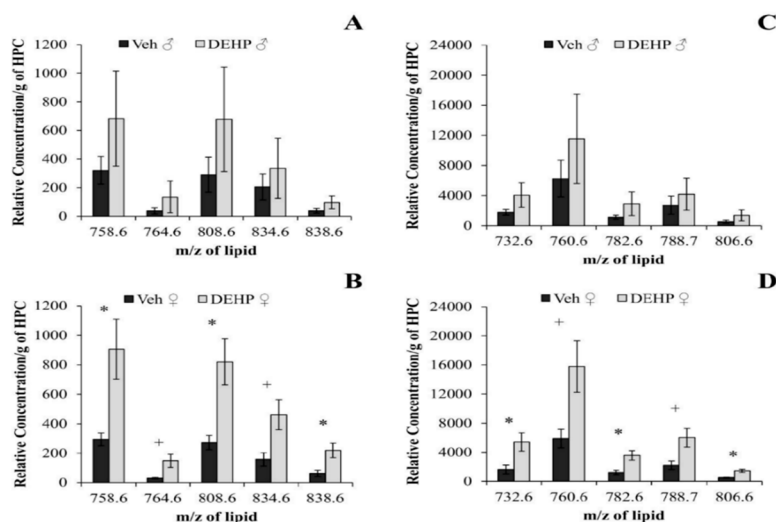 A
Relative Concentration/g of HPC
Veh ♂ DEHP ♂
1200
1000
800
600
400
200
0
758.6 764.6 808.6 834.6 838.6
m/z of lipid
C
Relative Concentration/g of HPC
Veh ♂ DEHP ♂
24000
20000
16000
12000
8000
4000
0
732.6 760.6 782.6 788.7 806.6
m/z of lipid
B
Relative Concentration/g of HPC
Veh ♀ DEHP ♀
1200
1000
800
600
400
200
0
* + * + *
758.6 764.6 808.6 834.6 838.6
m/z of lipid
D
Relative Concentration/g of HPC
Veh ♀ DEHP ♀
24000
20000
16000
12000
8000
4000
0
* + * + *
732.6 760.6 782.6 788.7 806.6
m/z of lipid